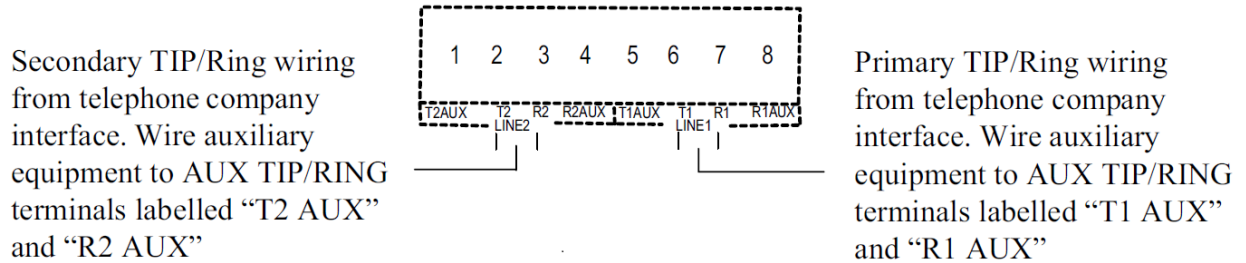 Secondary TIP/Ring wiring
from telephone company
interface. Wire auxiliary
equipment to AUX TIP/RING
terminals labelled “T2 AUX”
and “R2 AUX”
1 2 3 4 5 6 7 8
T2AUX T2 R2 R2AUX T1AUX T1 R1 R1AUX
LINE2 LINE1
Primary TIP/Ring wiring
from telephone company
interface. Wire auxiliary
equipment to AUX TIP/RING
terminals labelled “T1 AUX”
and “R1 AUX”